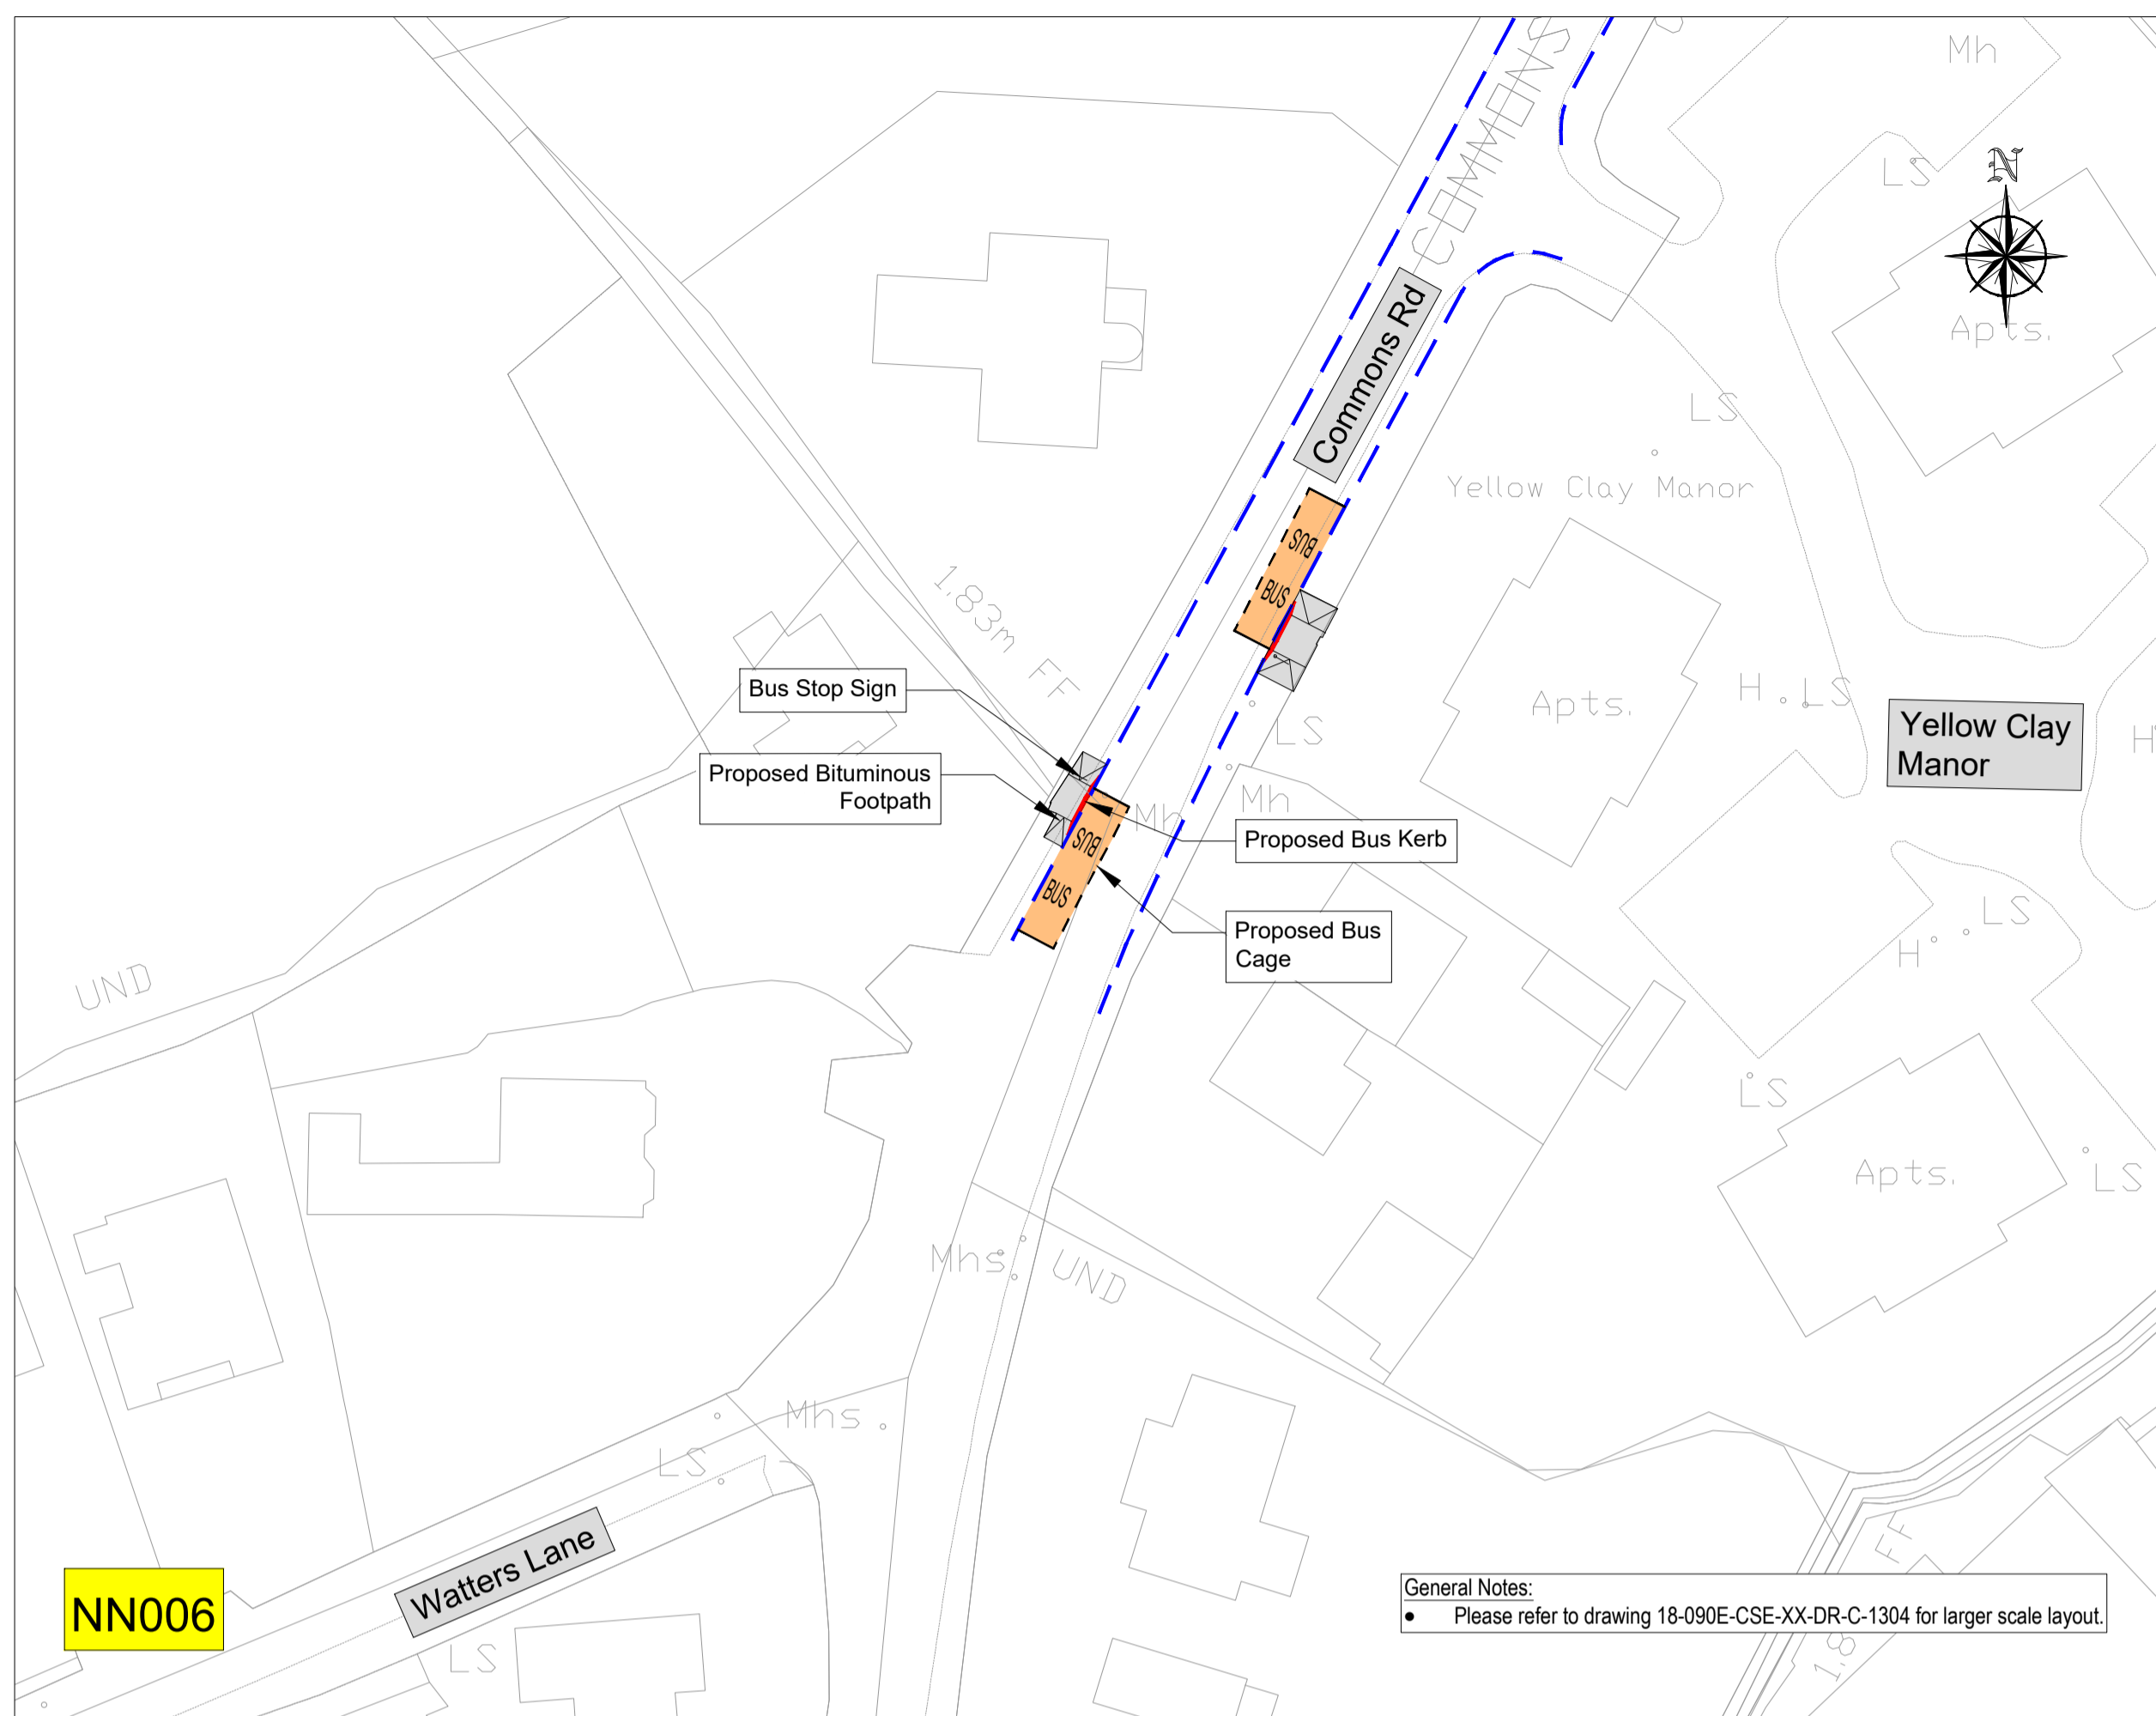 COMMONS
Mh
N
LS
Apts.
Commons Rd
LS
Yellow Clay Manor
BUS
BUS
1.83m FF
Bus Stop Sign
Apts.
H
LS
Yellow Clay
Manor
H
LS
Proposed Bituminous
Footpath
Mh
Mh
BUS
BUS
Proposed Bus Kerb
Proposed Bus
Cage
LS
H
UND
LS
Apts.
LS
Mhs
UND
Mhs
LS
FF
Watters Lane
NN006
General Notes:
● Please refer to drawing 18-090E-CSE-XX-DR-C-1304 for larger scale layout.
LS